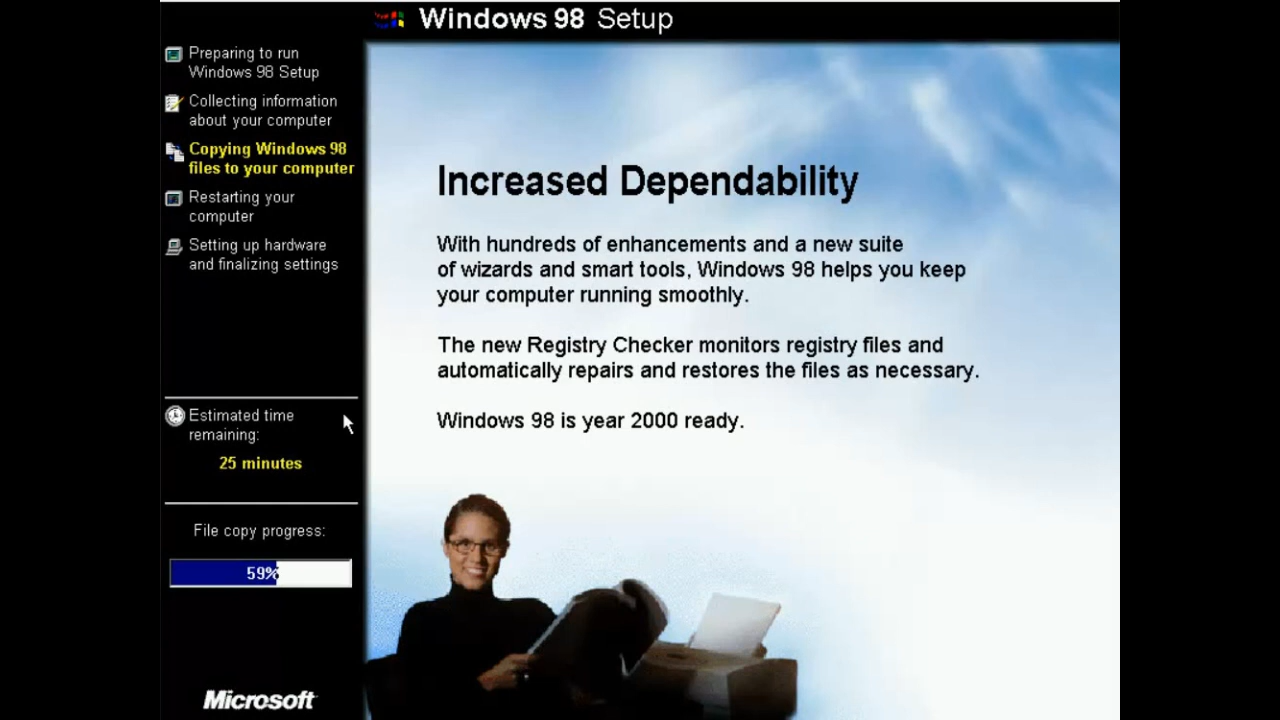 Windows 98 Setup
Preparing to run
Windows 98 Setup
Collecting information
about your computer
Copying Windows 98
files to your computer
Restarting your
computer
Setting up hardware
and finalizing settings
Estimated time
remaining:
25 minutes
File copy progress:
59%
Microsoft
Increased Dependability
With hundreds of enhancements and a new suite
of wizards and smart tools, Windows 98 helps you keep
your computer running smoothly.
The new Registry Checker monitors registry files and
automatically repairs and restores the files as necessary.
Windows 98 is year 2000 ready.